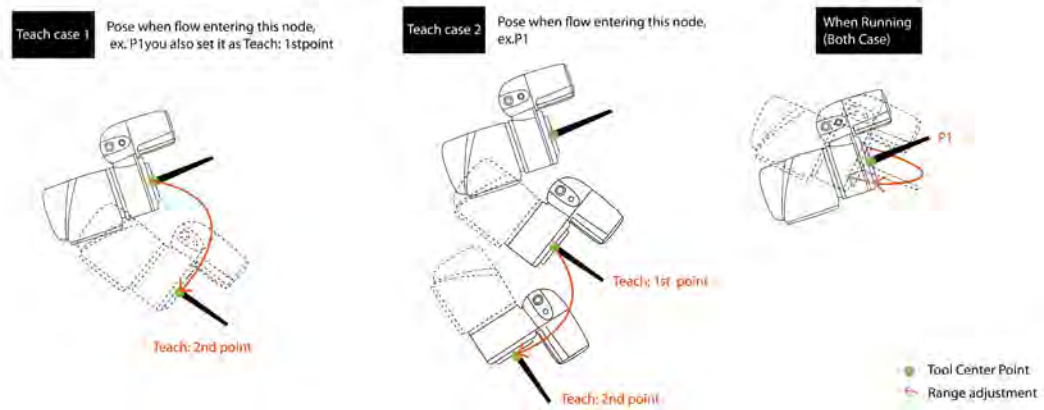 Teach case 1
Pose when flow entering this node,
ex. P1you also set it as Teach: 1stpoint
Teach: 2nd point
Teach case 2
Pose when flow entering this node,
ex.P1
Teach: 1st point
Teach: 2nd point
When Running
(Both Case)
P1
Tool Center Point
Range adjustment